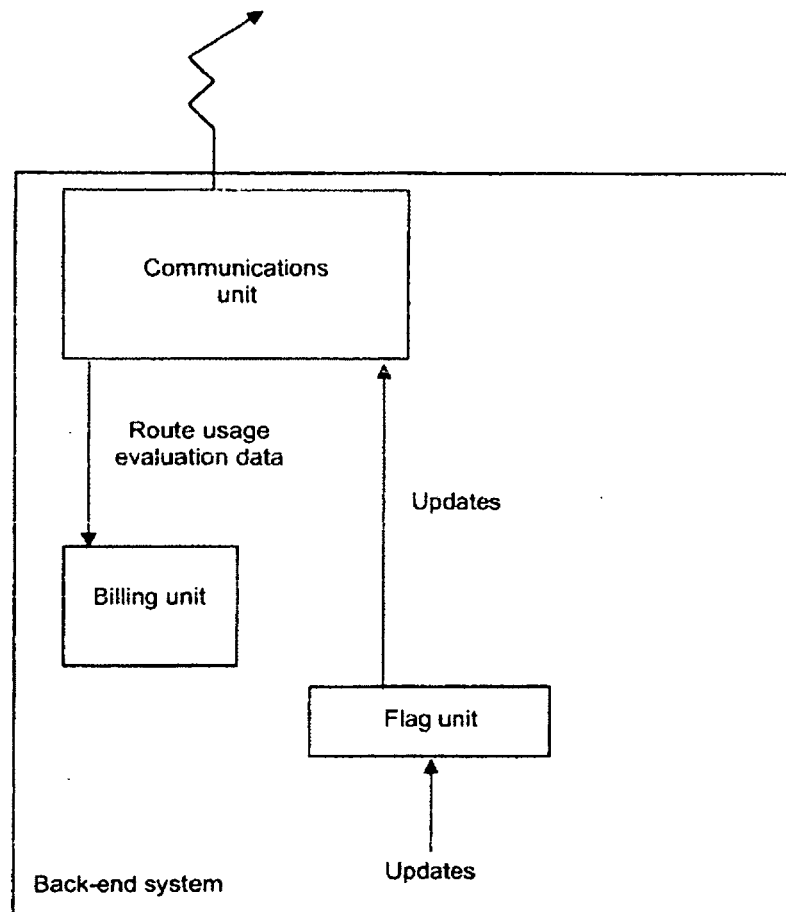 Communications
unit
Route usage
evaluation data
Updates
Billing unit
Flag unit
Updates
Back-end system